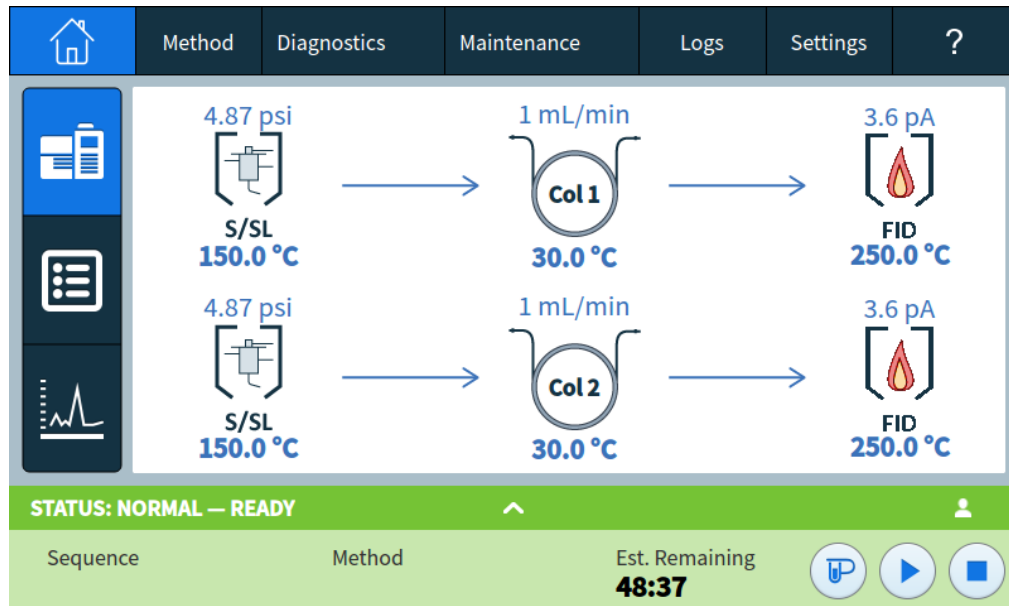 Method Diagnostics Maintenance Logs Settings ?
4.87 psi 1 mL/min 3.6 pA
Col 1
S/SL FID
150.0 °C 30.0 °C 250.0 °C
4.87 psi 1 mL/min 3.6 pA
Col 2
S/SL FID
150.0 °C 30.0 °C 250.0 °C
STATUS: NORMAL — READY
Sequence Method Est. Remaining
48:37